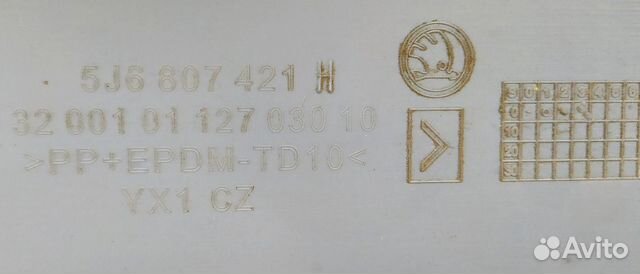 5J6 807 421 H
32 001 01 127 030 10
>PP+EPDM-TD10<
YX1 CZ
Avito